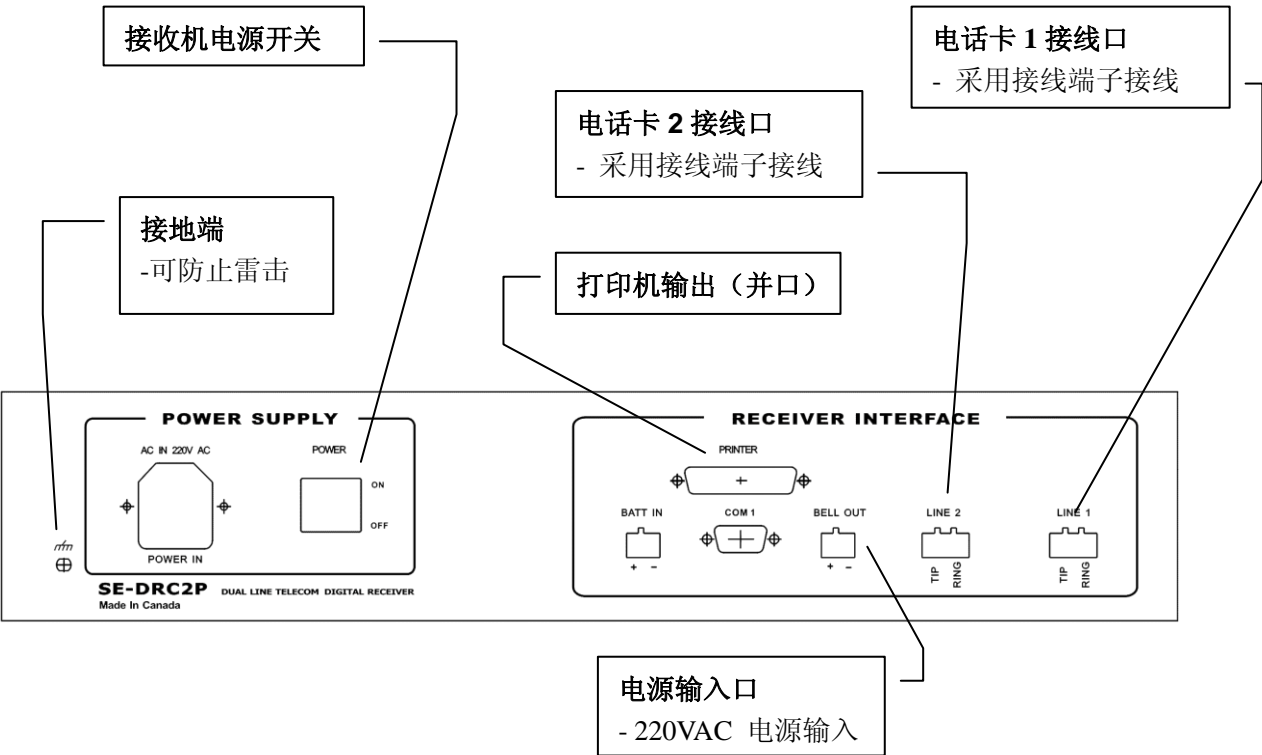 接收机电源开关
电话卡 1 接线口
- 采用接线端子接线
电话卡 2 接线口
- 采用接线端子接线
接地端
-可防止雷击
打印机输出（并口）
POWER SUPPLY
AC IN 220V AC
POWER
ON
OFF
POWER IN
SE-DRC2P DUAL LINE TELECOM DIGITAL RECEIVER
Made In Canada
RECEIVER INTERFACE
PRINTER
BATT IN
COM 1
BELL OUT
LINE 2
LINE 1
+ -
+ -
TIP
RING
TIP
RING
电源输入口
- 220VAC 电源输入